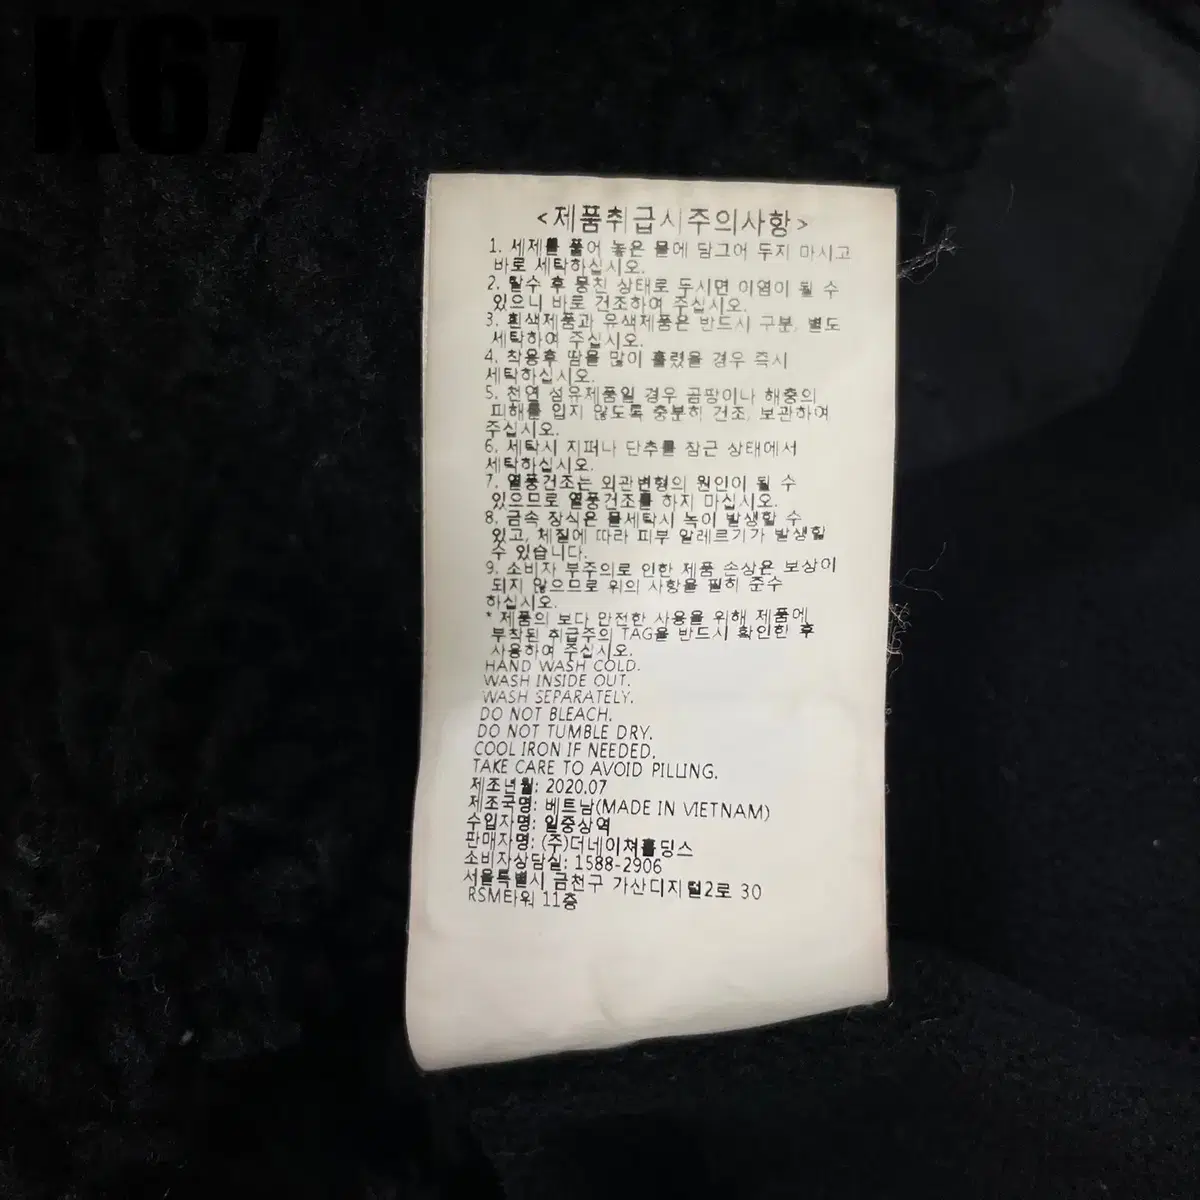 K67
<제품취급시주의사항>
1. 세제를 풀어 놓은 물에 담그어 두지 마시고
바로 세탁하십시오.
2. 탈수 후 뭉친 상태로 두시면 이염이 될 수
있으니 바로 건조하여 주십시오.
3. 흰색제품과 유색제품은 반드시 구분, 별도
세탁하여 주십시오.
4. 착용후 땀을 많이 흘렸을 경우 즉시
세탁하십시오.
5. 천연 섬유제품일 경우 곰팡이나 해충의
피해를 입지 않도록 충분히 건조, 보관하여
주십시오.
6. 세탁시 지퍼나 단추를 잠근 상태에서
세탁하십시오.
7. 열풍건조는 외관변형의 원인이 될 수
있으므로 열풍건조를 하지 마십시오.
8. 금속 장식은 물세탁시 녹이 발생할 수
있고, 체질에 따라 피부 알레르기가 발생할
수 있습니다.
9. 소비자 부주의로 인한 제품 손상은 보상이
되지 않으므로 위의 사항을 필히 준수
하십시오.
* 제품의 보다 안전한 사용을 위해 제품에
부착된 취급주의 TAG을 반드시 확인한 후
사용하여 주십시오.
HAND WASH COLD.
WASH INSIDE OUT.
WASH SEPARATELY.
DO NOT BLEACH.
DO NOT TUMBLE DRY.
COOL IRON IF NEEDED.
TAKE CARE TO AVOID PILLING.
제조년월: 2020.07
제조국명: 베트남(MADE IN VIETNAM)
수입자명: 일중상역
판매자명: (주)더네이쳐홀딩스
소비자상담실: 1588-2906
서울특별시 금천구 가산디지털2로 30
RSM타워 11층